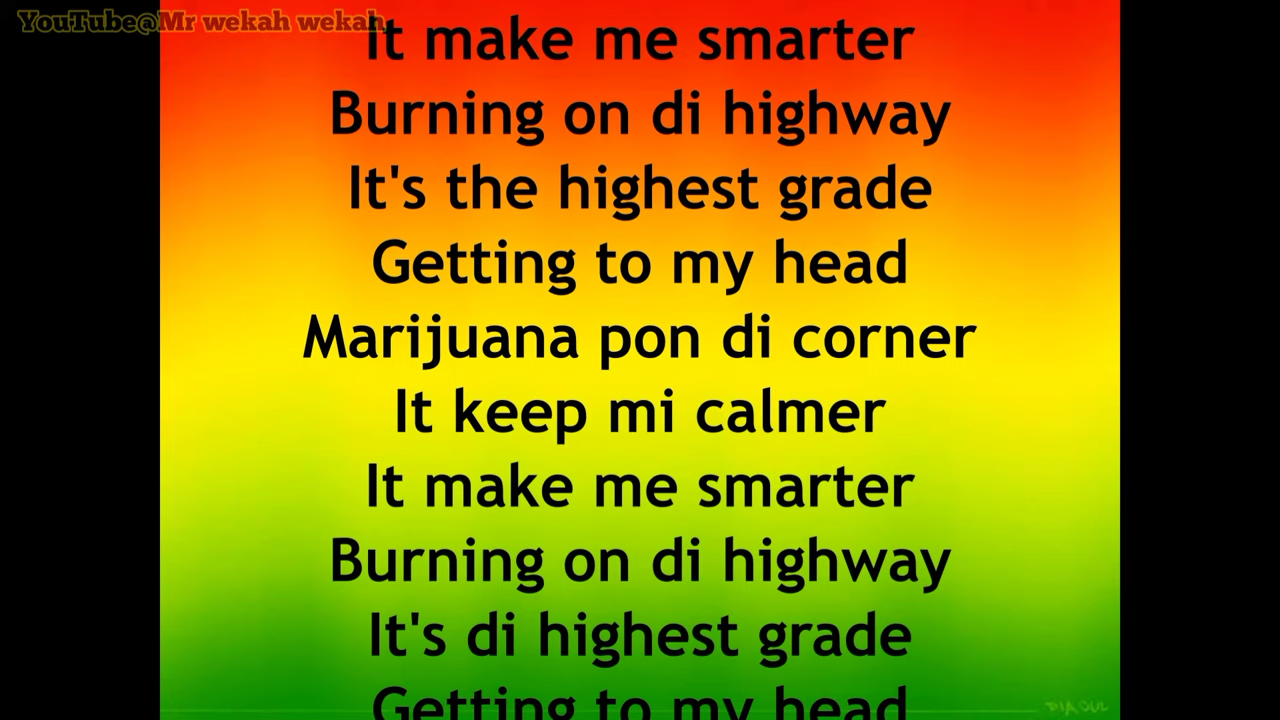 YouTube@Mr wekah wekah
It make me smarter
Burning on di highway
It's the highest grade
Getting to my head
Marijuana pon di corner
It keep mi calmer
It make me smarter
Burning on di highway
It's di highest grade
Getting to my head